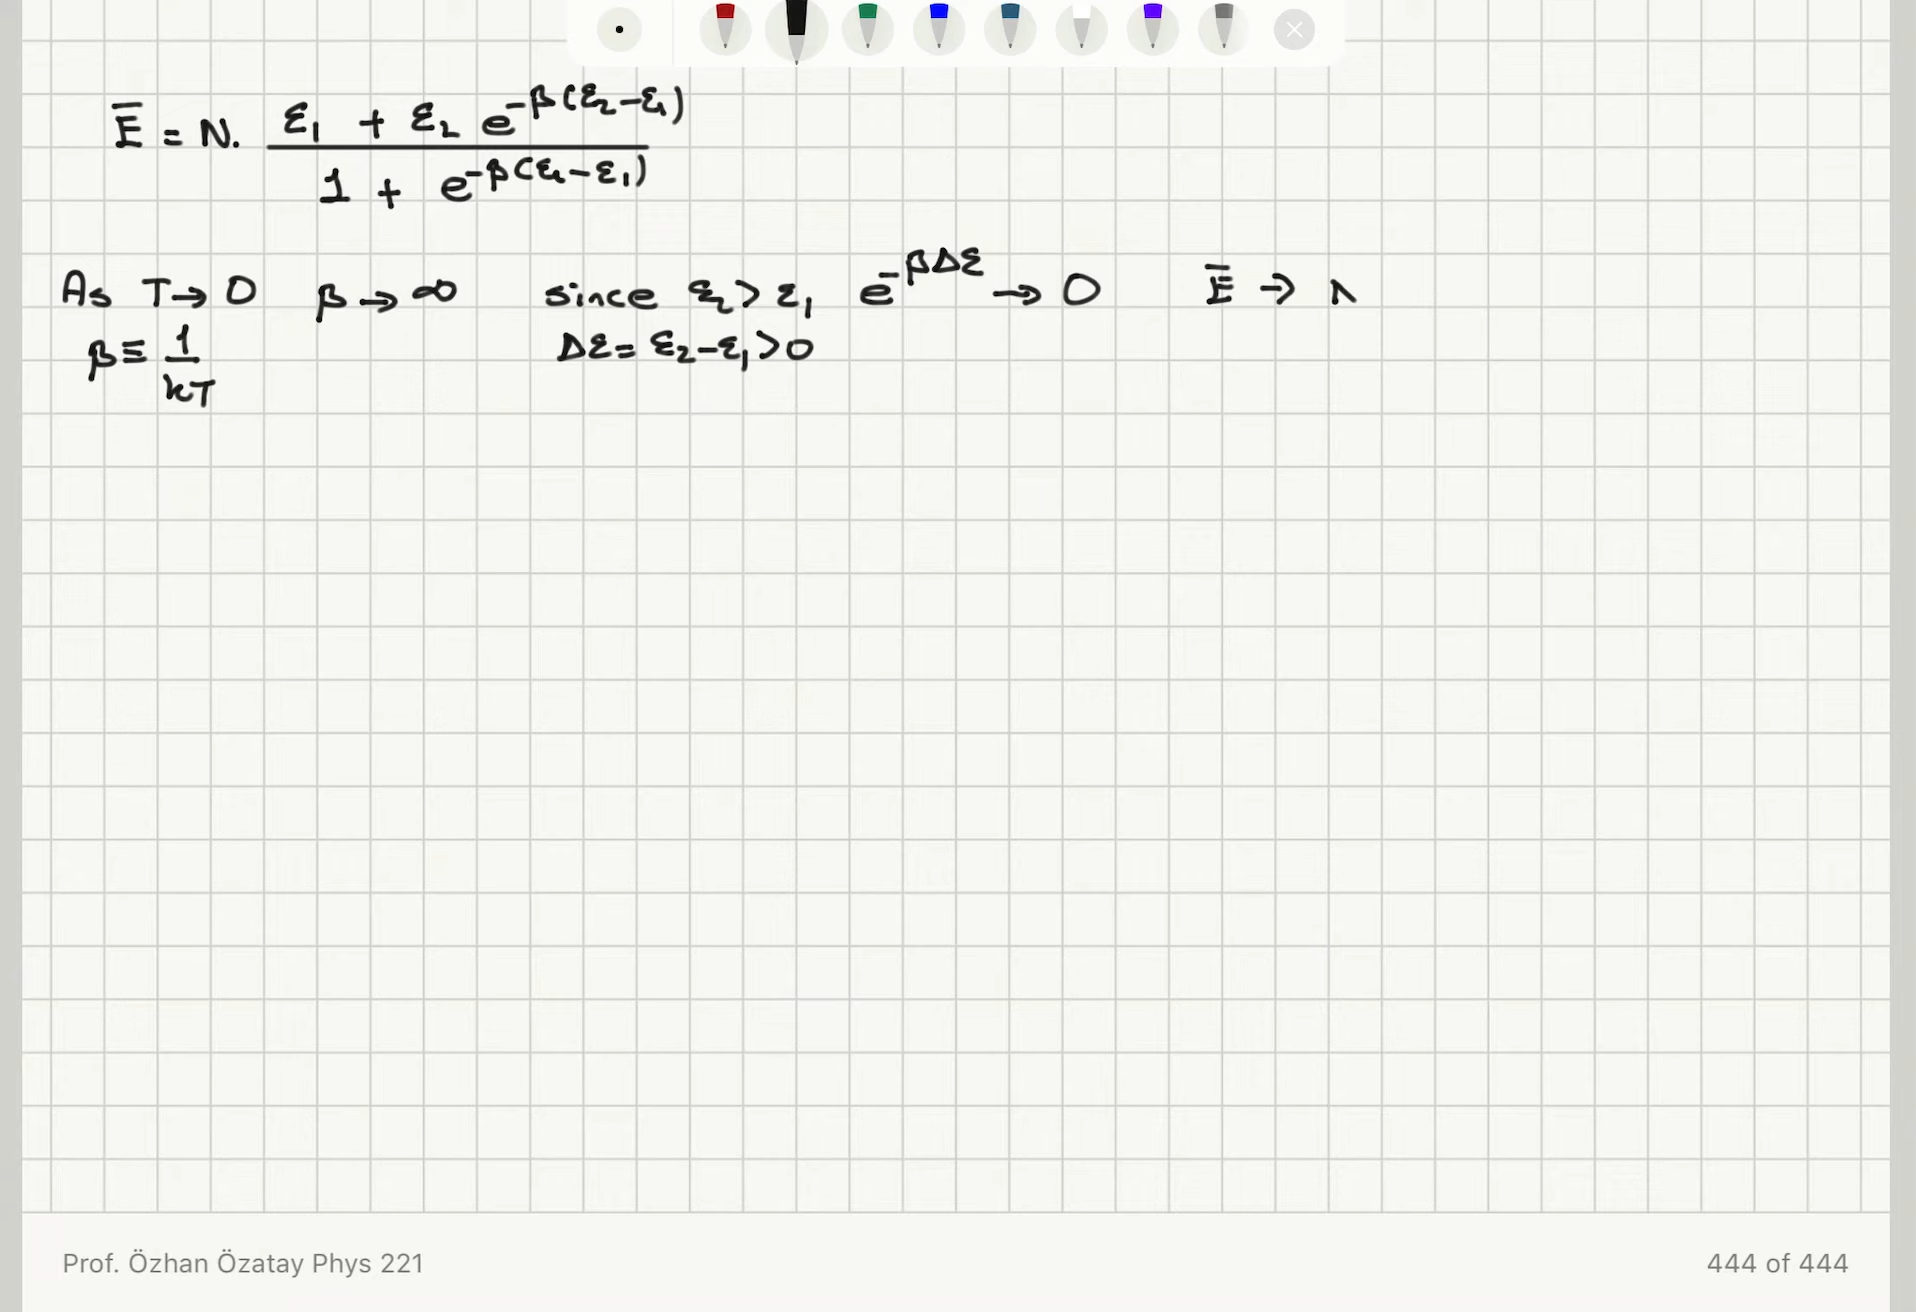 E̅ = N. (ε₁ + ε₂ e^{-β(ε₂-ε₁)}) / (1 + e^{-β(ε₂-ε₁)})
As T→0 β→∞ since ε₂>ε₁ e^{-βΔε}→0 E̅→
β≡1/kT Δε=ε₂-ε₁>0
Prof. Özhan Özatay Phys 221 444 of 444